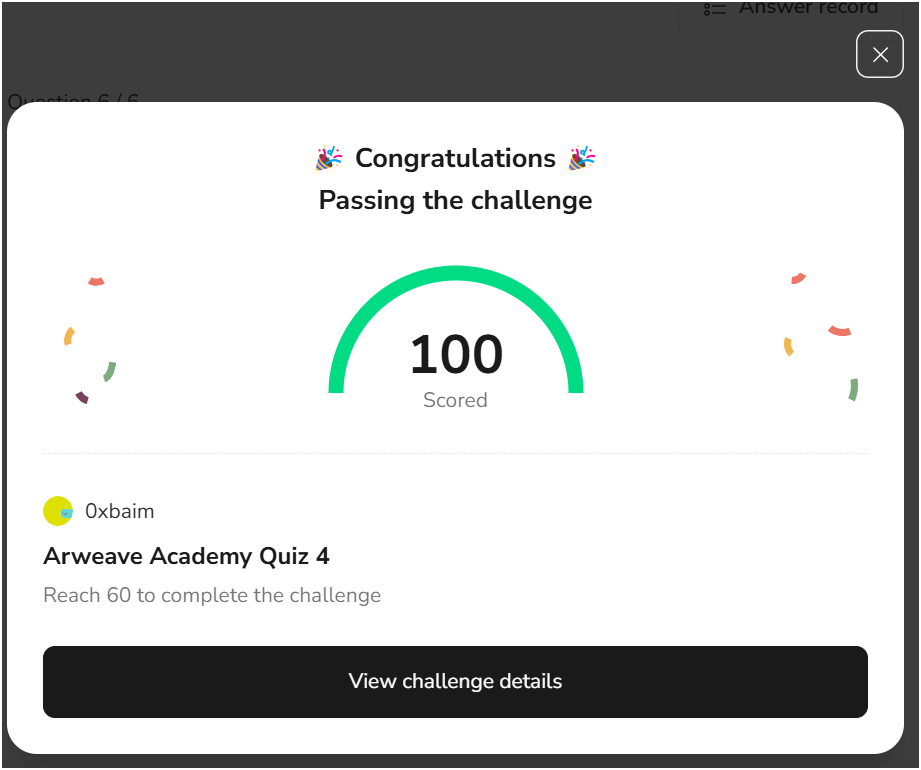 Answer record
Question 6 / 6
🎉 Congratulations 🎉
Passing the challenge
100
Scored
0xbaim
Arweave Academy Quiz 4
Reach 60 to complete the challenge
View challenge details